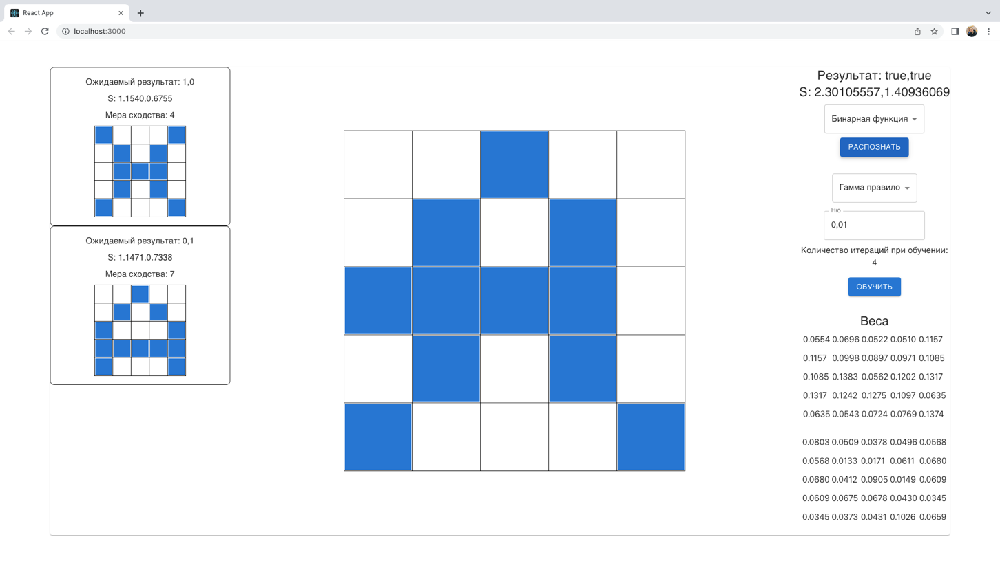 React App
localhost:3000
Ожидаемый результат: 1,0
S: 1.1540,0.6755
Мера сходства: 4
Ожидаемый результат: 0,1
S: 1.1471,0.7338
Мера сходства: 7
Результат: true,true
S: 2.30105557,1.40936069
Бинарная функция
РАСПОЗНАТЬ
Гамма правило
Ню
0,01
Количество итераций при обучении:
4
ОБУЧИТЬ
Веса
0.0554 0.0696 0.0522 0.0510 0.1157
0.1157 0.0998 0.0897 0.0971 0.1085
0.1085 0.1383 0.0562 0.1202 0.1317
0.1317 0.1242 0.1275 0.1097 0.0635
0.0635 0.0543 0.0724 0.0769 0.1374
0.0803 0.0509 0.0378 0.0496 0.0568
0.0568 0.0133 0.0171 0.0611 0.0680
0.0680 0.0412 0.0905 0.0149 0.0609
0.0609 0.0675 0.0678 0.0430 0.0345
0.0345 0.0373 0.0431 0.1026 0.0659